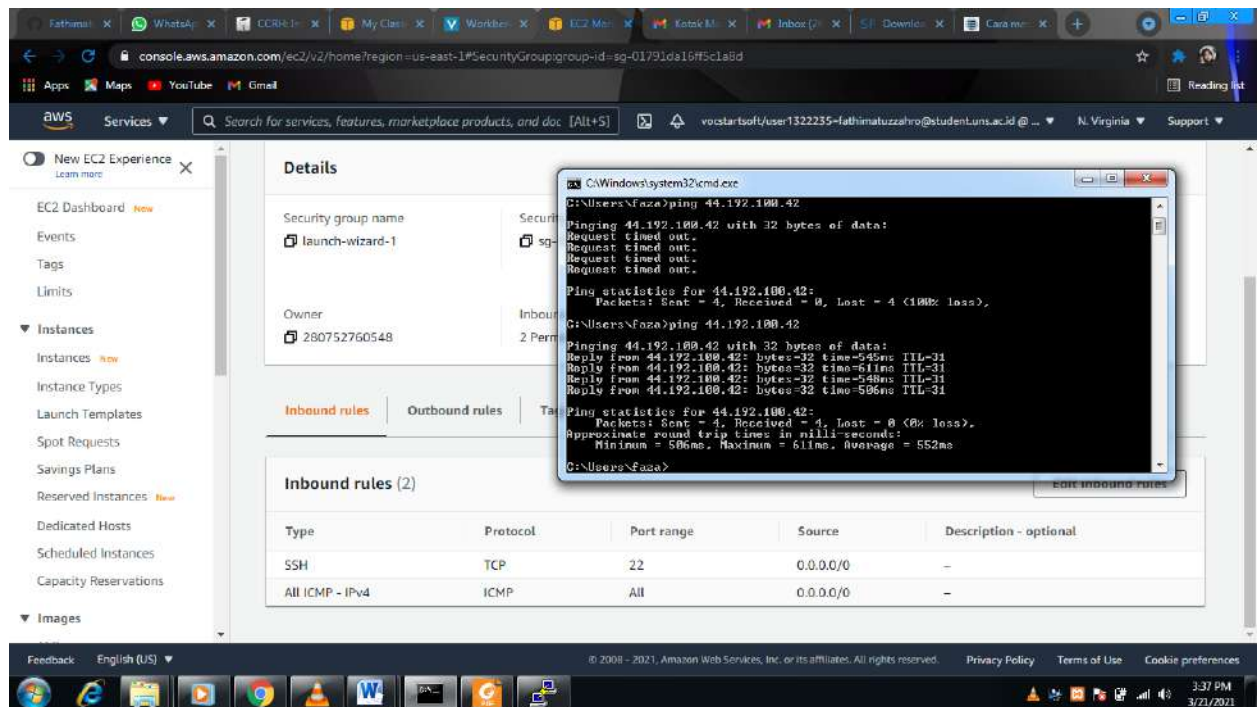 Fathima
WhatsAp
CCRH: I
My Class
Workben
EC2 Man
Kotak Ma
Inbox (2
Downloa
Cara me
console.aws.amazon.com/ec2/v2/home?region=us-east-1#SecurityGroup:group-id=sg-01791da16ff5c1a8d
Apps Maps YouTube Gmail Reading list
aws Services ▼ Search for services, features, marketplace products, and doc [Alt+S] vocstartsoft/user1322235=fathimatuzzahro@student.uns.ac.id @ ... ▼ N. Virginia ▼ Support ▼
New EC2 Experience
Learn more
EC2 Dashboard New
Events
Tags
Limits
▼ Instances
Instances New
Instance Types
Launch Templates
Spot Requests
Savings Plans
Reserved Instances New
Dedicated Hosts
Scheduled Instances
Capacity Reservations
▼ Images
Details
Security group name
launch-wizard-1
Securit
sg-
Owner
280752760548
Inbour
2 Perm
Inbound rules Outbound rules Ta
Inbound rules (2)
Edit inbound rules
Type Protocol Port range Source Description - optional
SSH TCP 22 0.0.0.0/0 –
All ICMP - IPv4 ICMP All 0.0.0.0/0 –
C:\Windows\system32\cmd.exe
C:\Users\faza>ping 44.192.100.42
Pinging 44.192.100.42 with 32 bytes of data:
Request timed out.
Request timed out.
Request timed out.
Request timed out.
Ping statistics for 44.192.100.42:
Packets: Sent = 4, Received = 0, Lost = 4 (100% loss),
C:\Users\faza>ping 44.192.100.42
Pinging 44.192.100.42 with 32 bytes of data:
Reply from 44.192.100.42: bytes=32 time=545ms TTL=31
Reply from 44.192.100.42: bytes=32 time=611ms TTL=31
Reply from 44.192.100.42: bytes=32 time=548ms TTL=31
Reply from 44.192.100.42: bytes=32 time=506ms TTL=31
Ping statistics for 44.192.100.42:
Packets: Sent = 4, Received = 4, Lost = 0 (0% loss),
Approximate round trip times in milli-seconds:
Minimum = 506ms, Maximum = 611ms, Average = 552ms
C:\Users\faza>
Feedback English (US) ▼ © 2008 - 2021, Amazon Web Services, Inc. or its affiliates. All rights reserved. Privacy Policy Terms of Use Cookie preferences
3:37 PM
3/21/2021